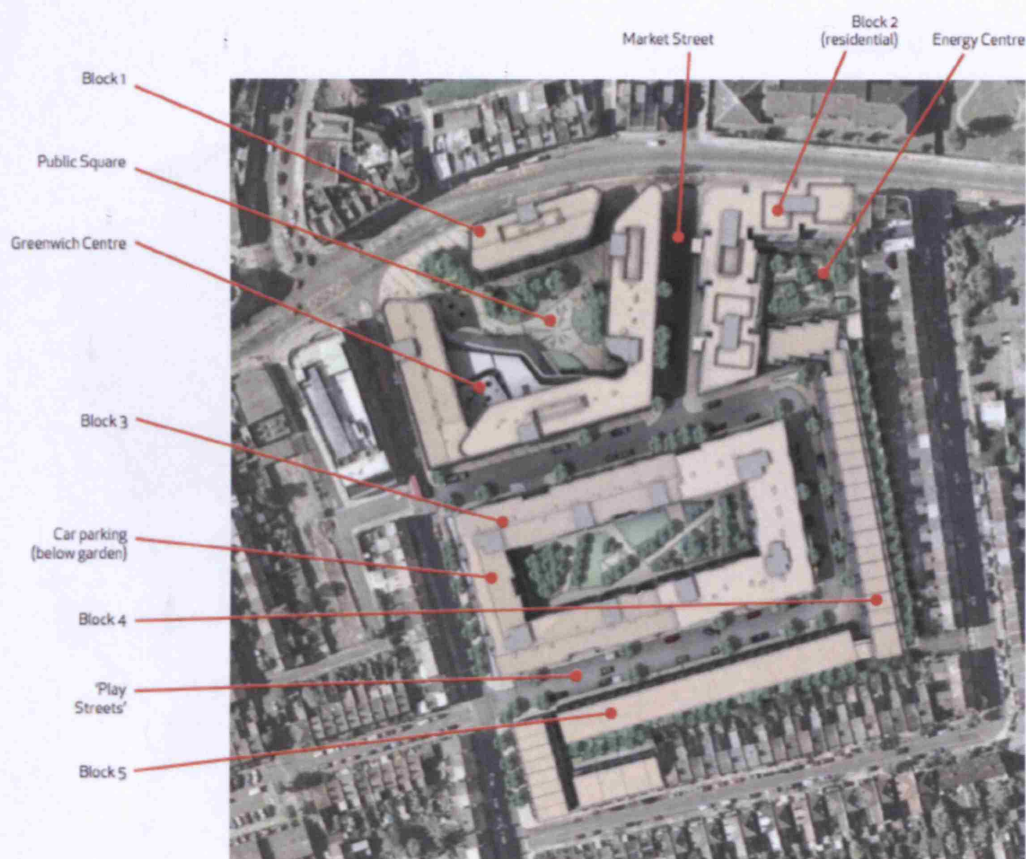 Block 2
(residential)
Market Street
Energy Centre
Block 1
Public Square
Greenwich Centre
Block 3
Car parking
(below garden)
Block 4
'Play
Streets'
Block 5